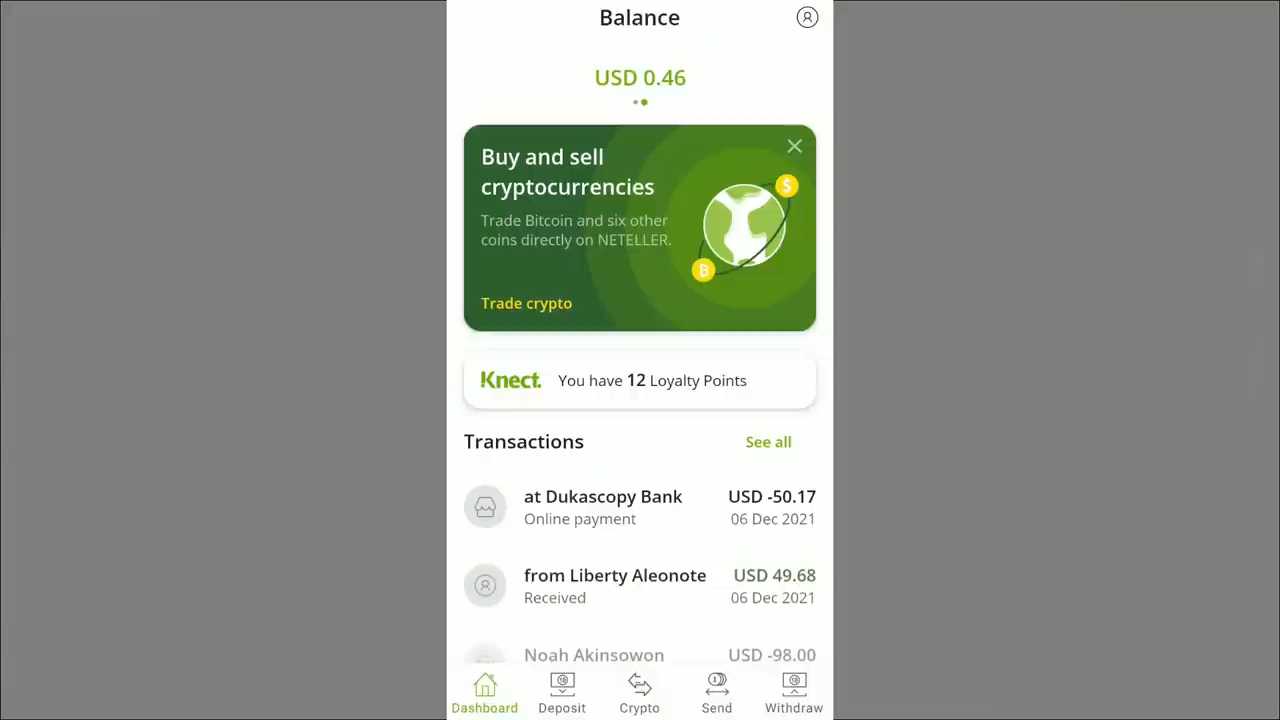 Balance
USD 0.46
Buy and sell
cryptocurrencies
Trade Bitcoin and six other
coins directly on NETELLER.
Trade crypto
$
B
Knect. You have 12 Loyalty Points
Transactions See all
at Dukascopy Bank USD -50.17
Online payment 06 Dec 2021
from Liberty Aleonote USD 49.68
Received 06 Dec 2021
Noah Akinsowon USD -98.00
Dashboard Deposit Crypto Send Withdraw